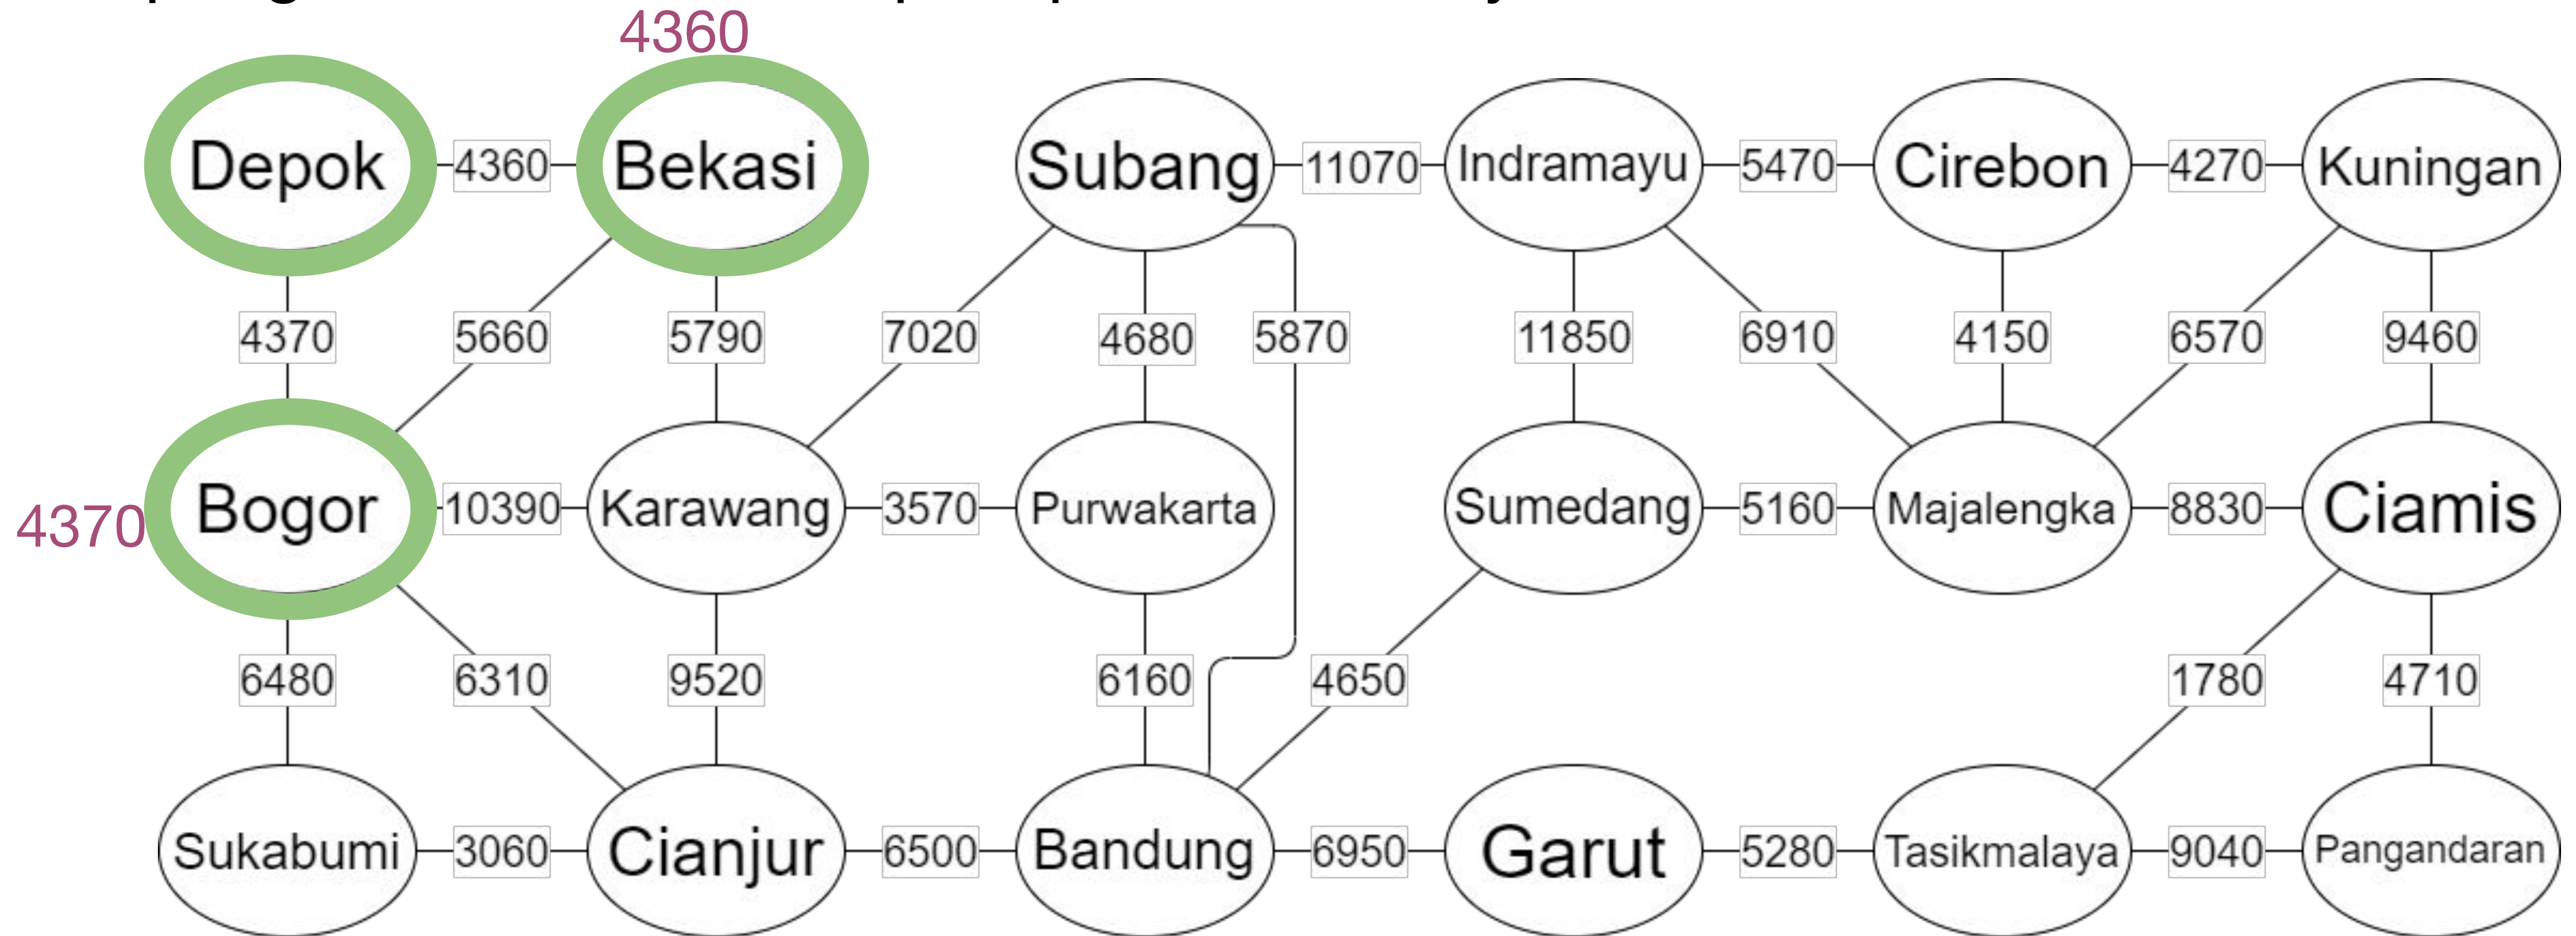 4360
Depok 4360 Bekasi Subang 11070 Indramayu 5470 Cirebon 4270 Kuningan
4370 5660 5790 7020 4680 5870 11850 6910 4150 6570 9460
4370 Bogor 10390 Karawang 3570 Purwakarta Sumedang 5160 Majalengka 8830 Ciamis
6480 6310 9520 6160 4650 1780 4710
Sukabumi 3060 Cianjur 6500 Bandung 6950 Garut 5280 Tasikmalaya 9040 Pangandaran